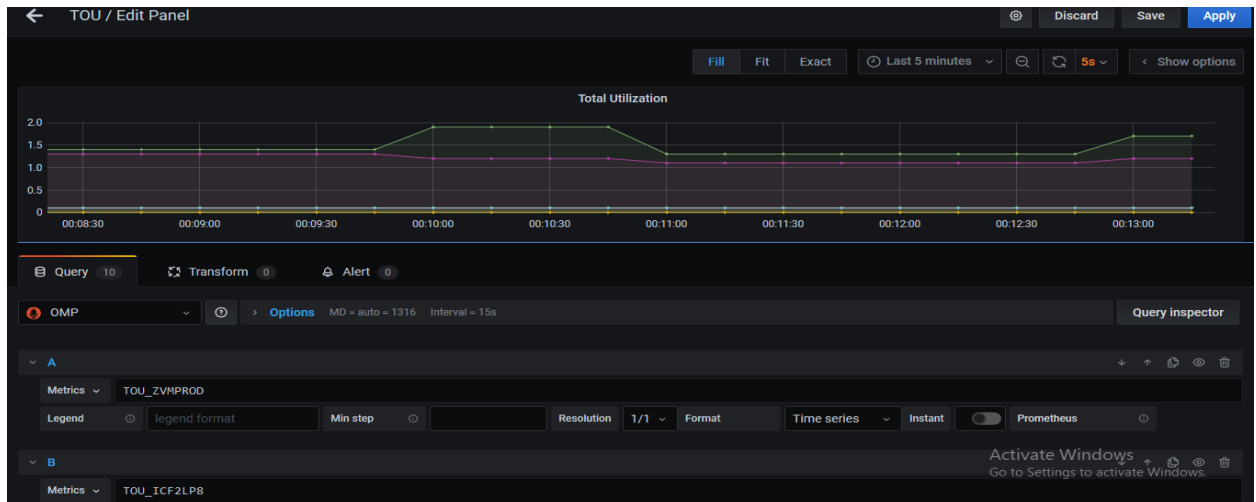 TOU / Edit Panel Discard Save Apply
Fill Fit Exact Last 5 minutes 5s Show options
Total Utilization
2.0
1.5
1.0
0.5
0
00:08:30 00:09:00 00:09:30 00:10:00 00:10:30 00:11:00 00:11:30 00:12:00 00:12:30 00:13:00
Query 10 Transform 0 Alert 0
OMP Options MD = auto = 1316 Interval = 15s Query inspector
A
Metrics TOU_ZVMPROD
Legend legend format Min step Resolution 1/1 Format Time series Instant Prometheus
B
Activate Windows
Go to Settings to activate Windows.
Metrics TOU_ICF2LP8